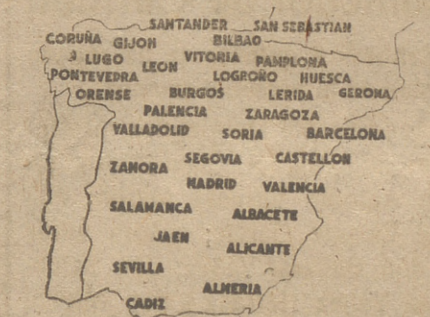 SANTANDER SAN SEBASTIAN
CORUÑA GIJON BILBAO
LUGO LEON VITORIA PAMPLONA
PONTEVEDRA LOGROÑO HUESCA
ORENSE BURGOS LERIDA GERONA
PALENCIA ZARAGOZA
VALLADOLID SORIA BARCELONA
ZAMORA SEGOVIA CASTELLON
MADRID VALENCIA
SALAMANCA ALBACETE
JAEN ALICANTE
SEVILLA
ALMERIA
CADIZ